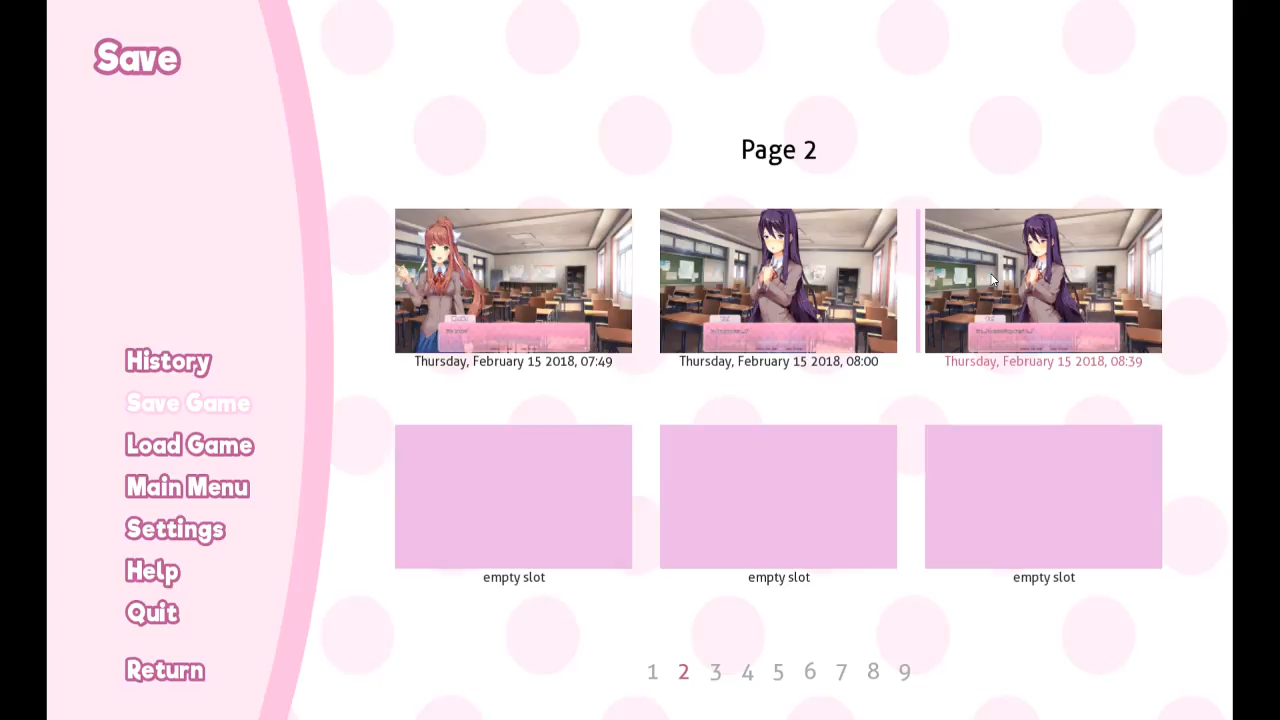 Save
Page 2
Thursday, February 15 2018, 07:49
Thursday, February 15 2018, 08:00
Thursday, February 15 2018, 08:39
History
Save Game
Load Game
Main Menu
Settings
Help
Quit
Return
empty slot
empty slot
empty slot
1 2 3 4 5 6 7 8 9